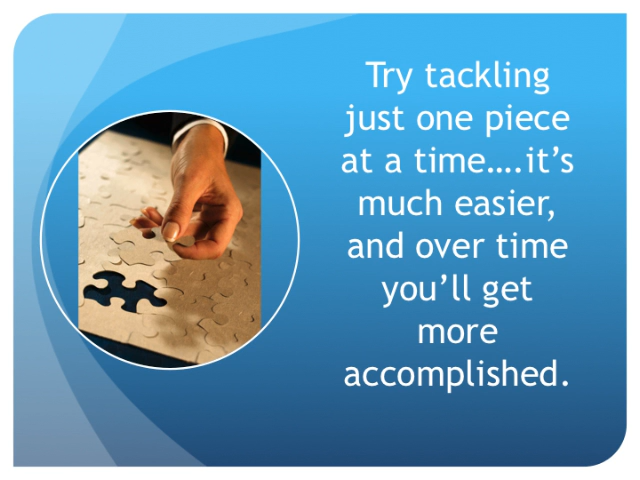 Try tackling
just one piece
at a time….it’s
much easier,
and over time
you’ll get
more
accomplished.